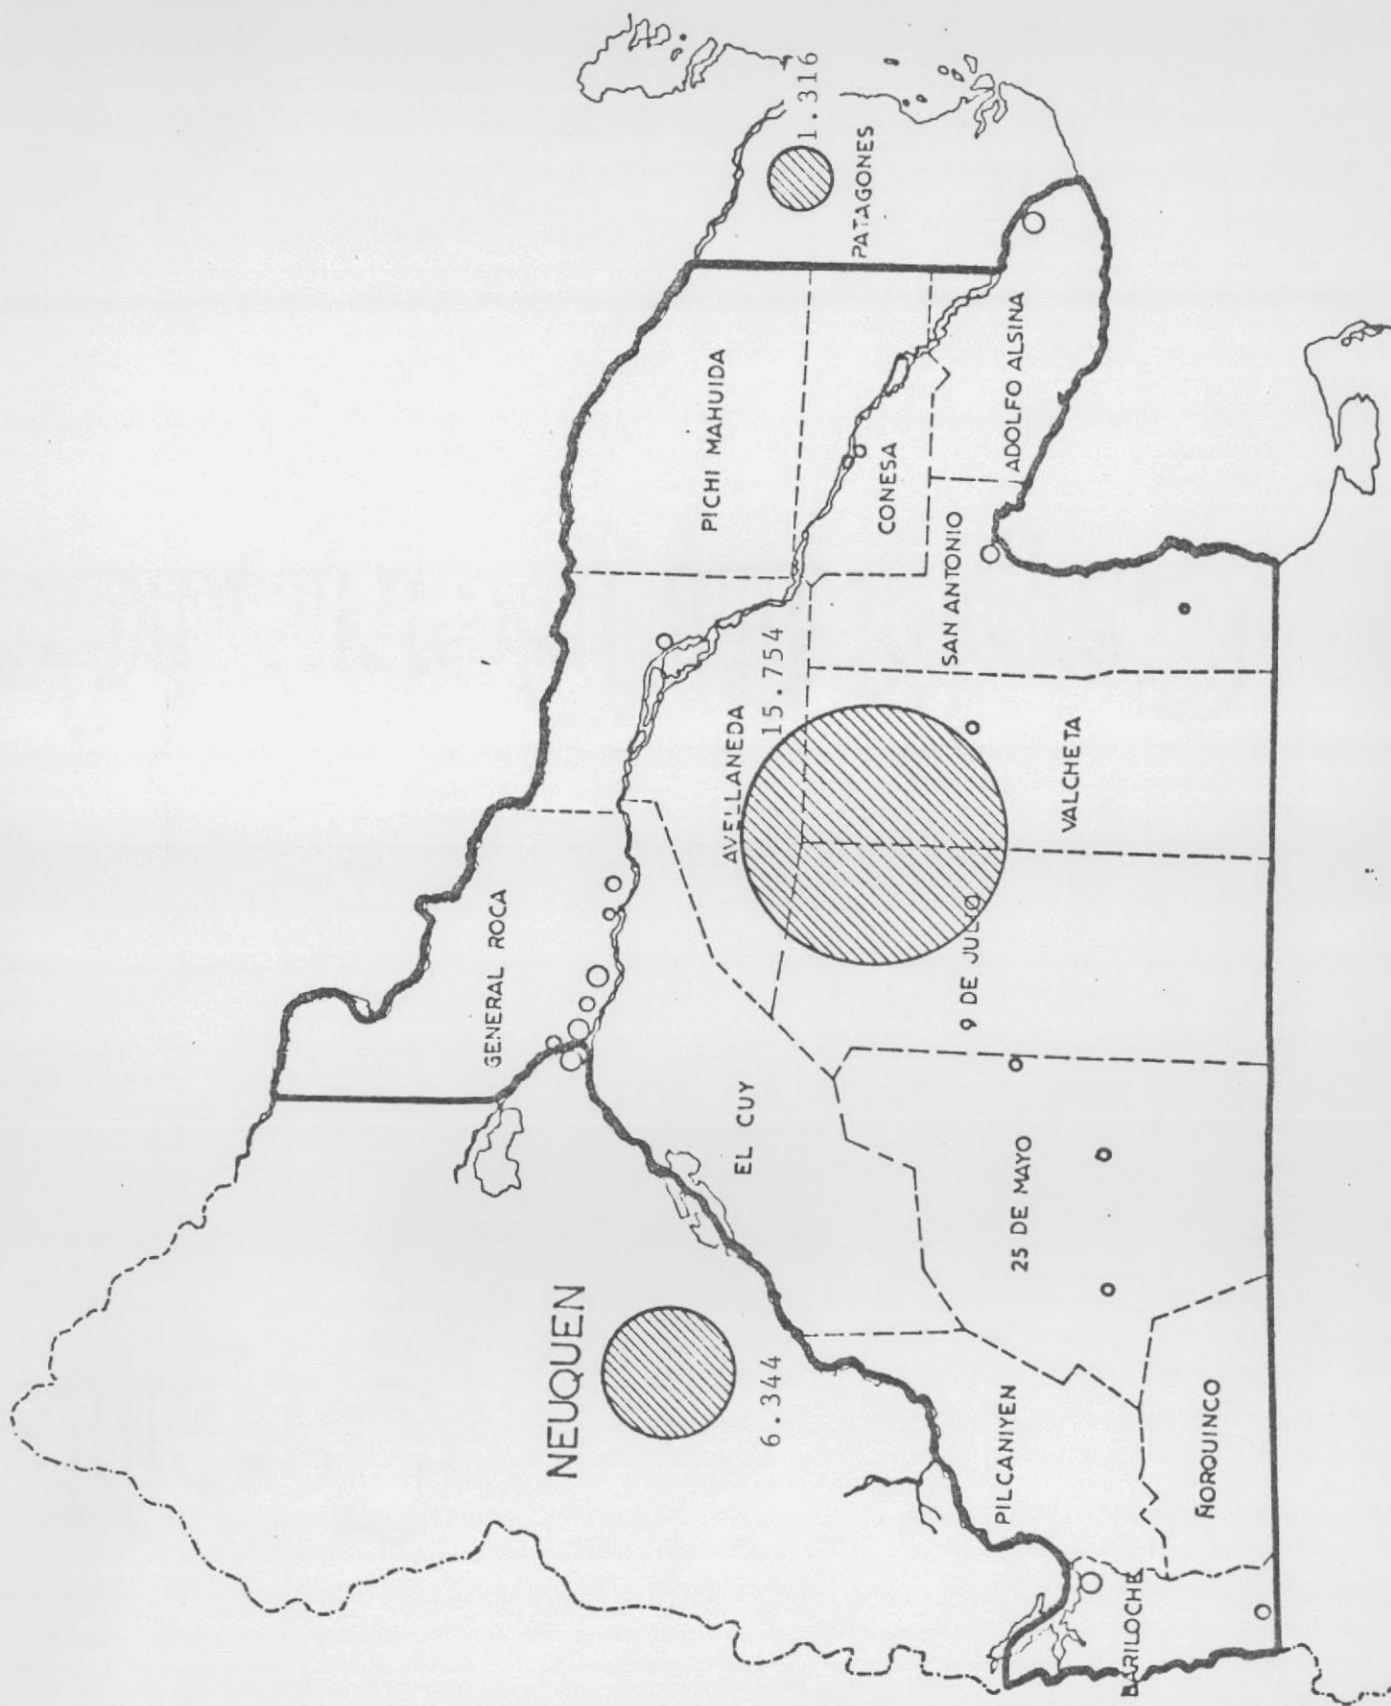 NEUQUEN
6.344
GENERAL ROCA
EL CUY
AVELLANEDA
15.754
PICHI MAHUIDA
PATAGONES
1.316
CONESA
ADOLFO ALSINA
SAN ANTONIO
VALCHETA
9 DE JULIO
25 DE MAYO
PILCANIYEN
ÑORQUINCO
BARILOCHE